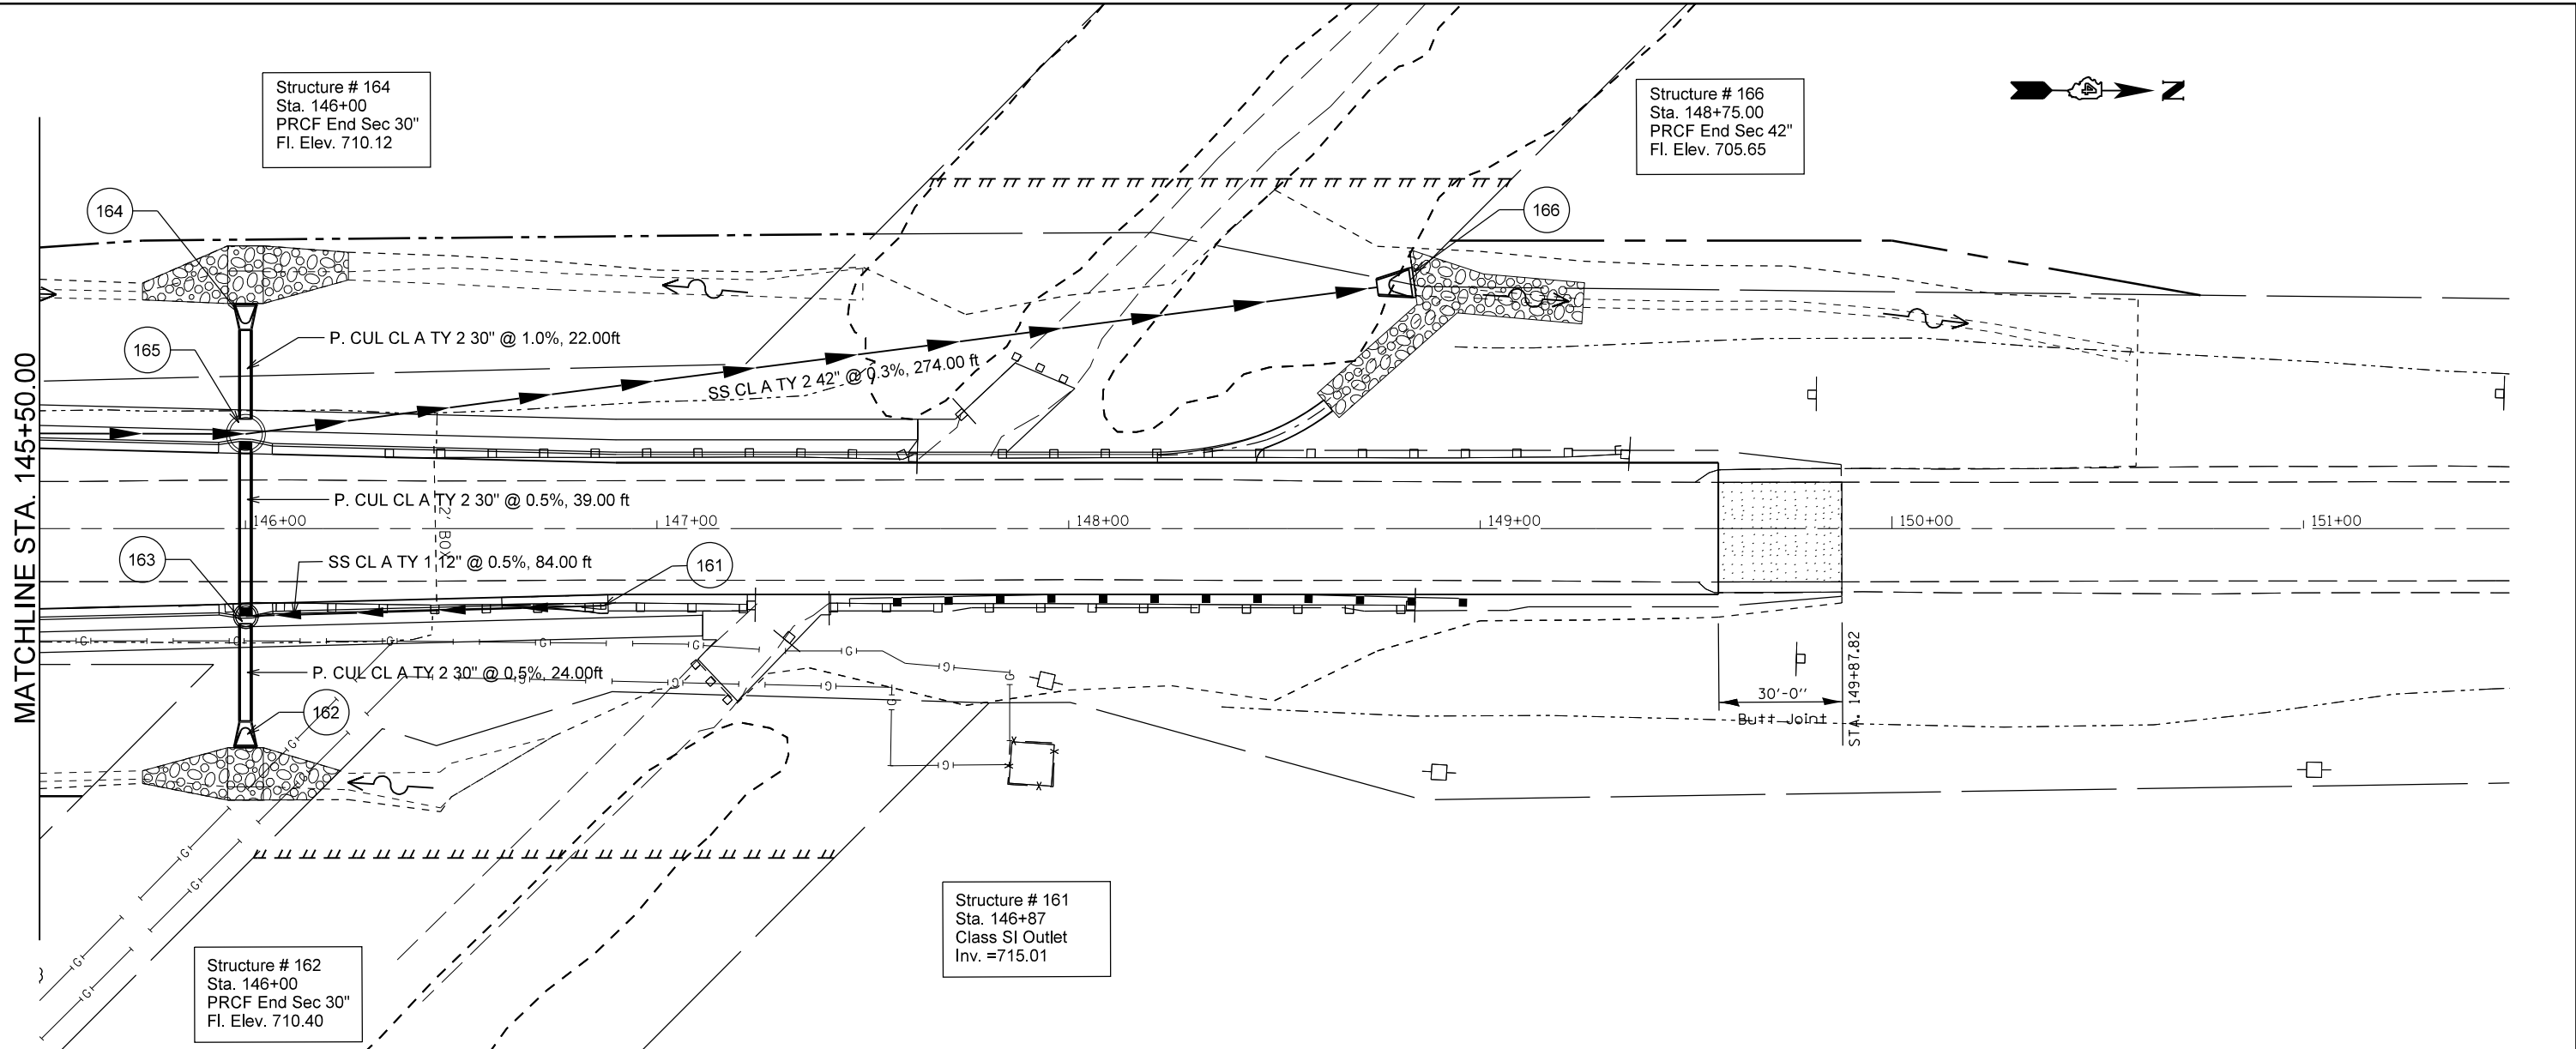 Structure # 164
Sta. 146+00
PRCF End Sec 30"
Fl. Elev. 710.12
Structure # 166
Sta. 148+75.00
PRCF End Sec 42"
Fl. Elev. 705.65
N
164
166
165
P. CUL CL A TY 2 30" @ 1.0%, 22.00ft
SS CL A TY 2 42" @ 0.3%, 274.00 ft
MATCHLINE STA. 145+50.00
P. CUL CL A TY 2 30" @ 0.5%, 39.00 ft
2' BOX
146+00
147+00
148+00
149+00
150+00
151+00
163
SS CL A TY 1 12" @ 0.5%, 84.00 ft
161
G G G G G G
P. CUL CL A TY 2 30" @ 0.5%, 24.00ft
G G G G G
162
30'-0"
Butt Joint
STA. 149+87.82
G G G G
Structure # 161
Sta. 146+87
Class SI Outlet
Inv. =715.01
Structure # 162
Sta. 146+00
PRCF End Sec 30"
Fl. Elev. 710.40